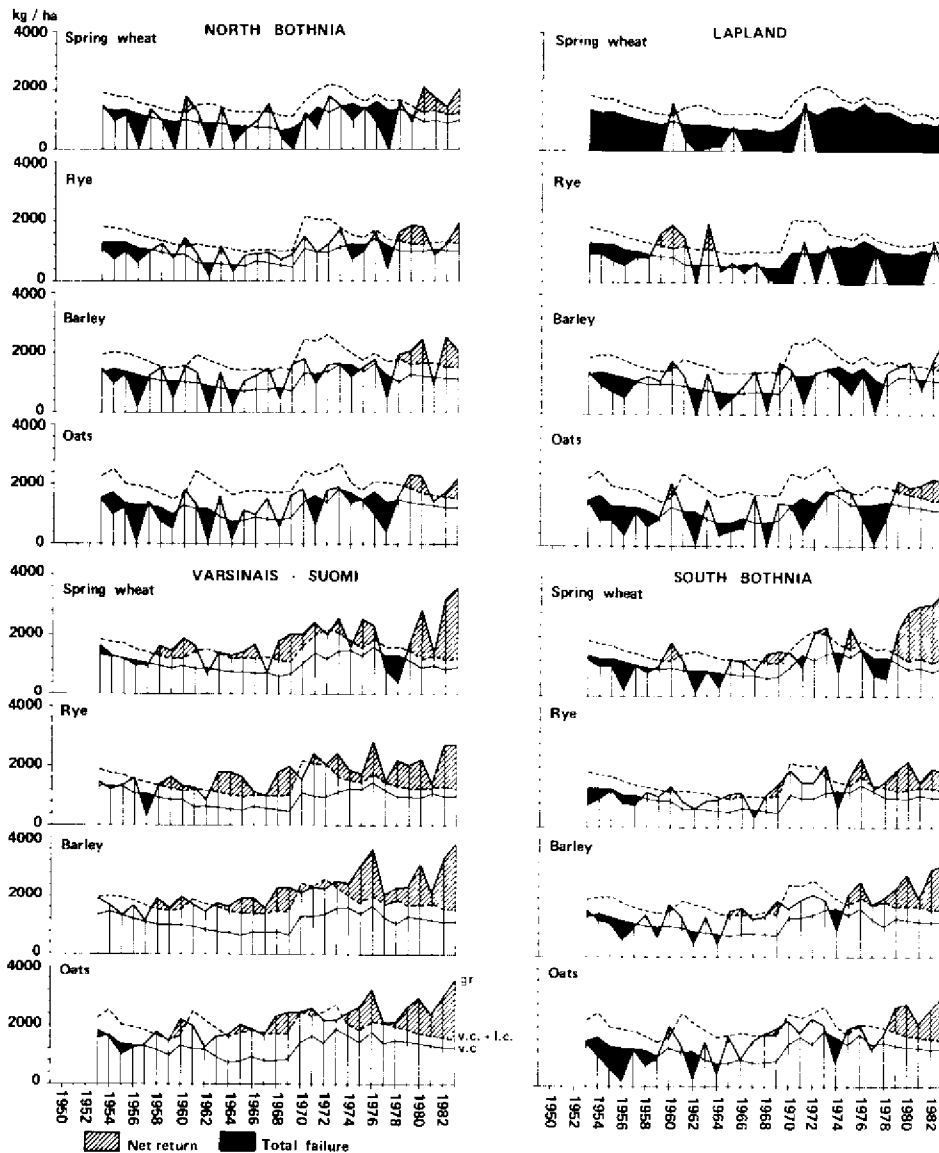 kg / ha
4000
2000
0
Spring wheat
NORTH BOTHNIA
Spring wheat
LAPLAND
4000
2000
0
Rye
Rye
4000
2000
0
Barley
Barley
4000
2000
0
Oats
Oats
4000
2000
0
Spring wheat
VARSINAIS - SUOMI
Spring wheat
SOUTH BOTHNIA
4000
2000
0
Rye
Rye
4000
2000
0
Barley
Barley
4000
2000
0
Oats
gr
v.c. + l.c.
v.c
Oats
1950 1952 1954 1956 1958 1960 1962 1964 1966 1968 1970 1972 1974 1976 1978 1980 1982
1950 1952 1954 1956 1958 1960 1962 1964 1966 1968 1970 1972 1974 1976 1978 1980 1982
Net return
Total failure